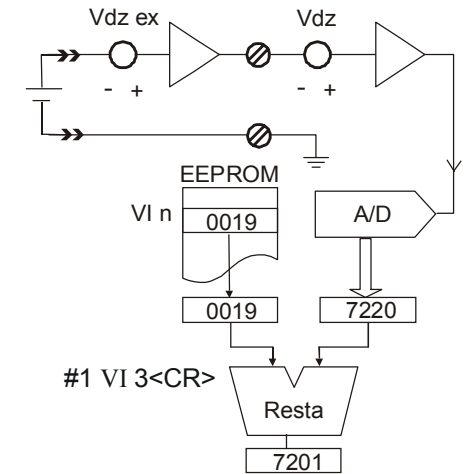 Vdz ex Vdz
- + - +
EEPROM
VI n 0019 A/D
0019 7220
#1 VI 3<CR>
Resta
7201